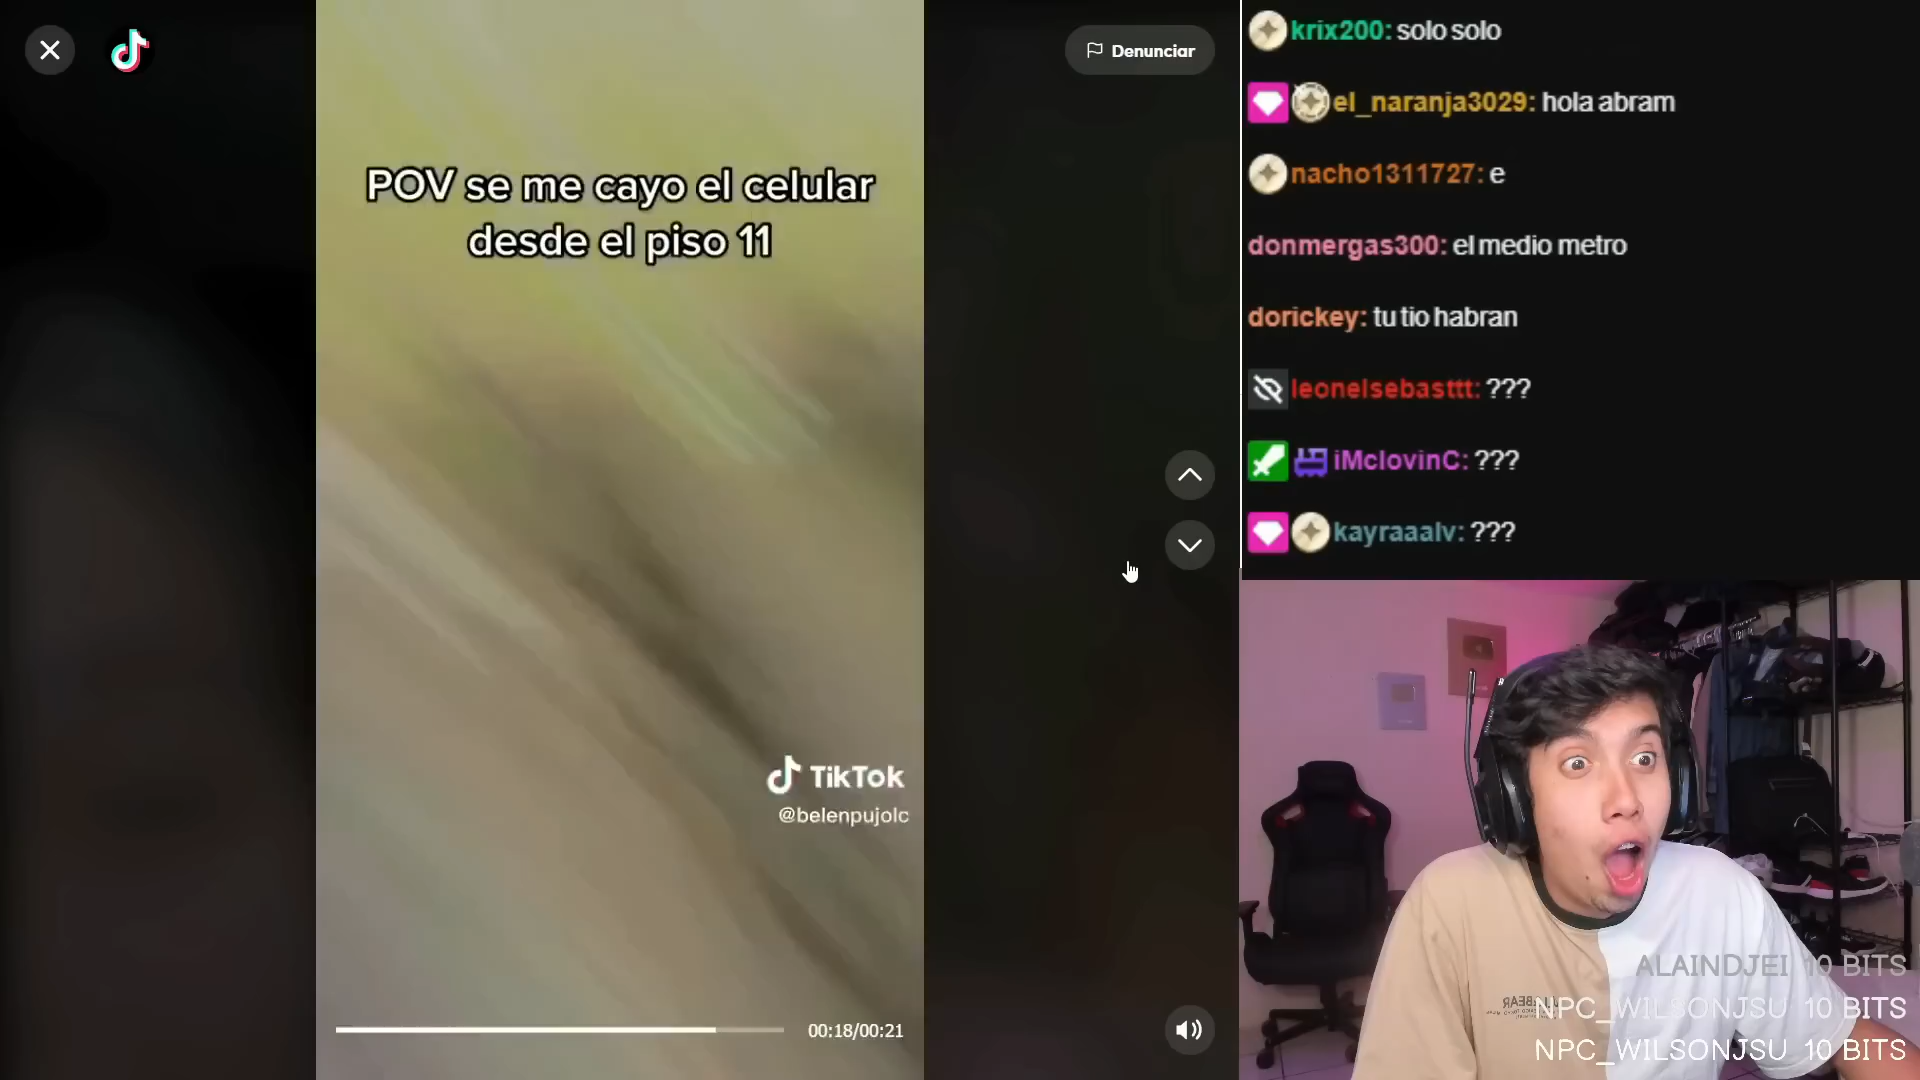 Denunciar
POV se me cayo el celular
desde el piso 11
TikTok
@belenpujolc
00:18/00:21
krix200: solo solo
el_naranja3029: hola abram
nacho1311727: e
donmergas300: el medio metro
dorickey: tu tio habran
leonelsebasttt: ???
iMclovinC: ???
kayraaalv: ???
ALAINDJEI 10 BITS
NPC_WILSONJSU 10 BITS
NPC_WILSONJSU 10 BITS